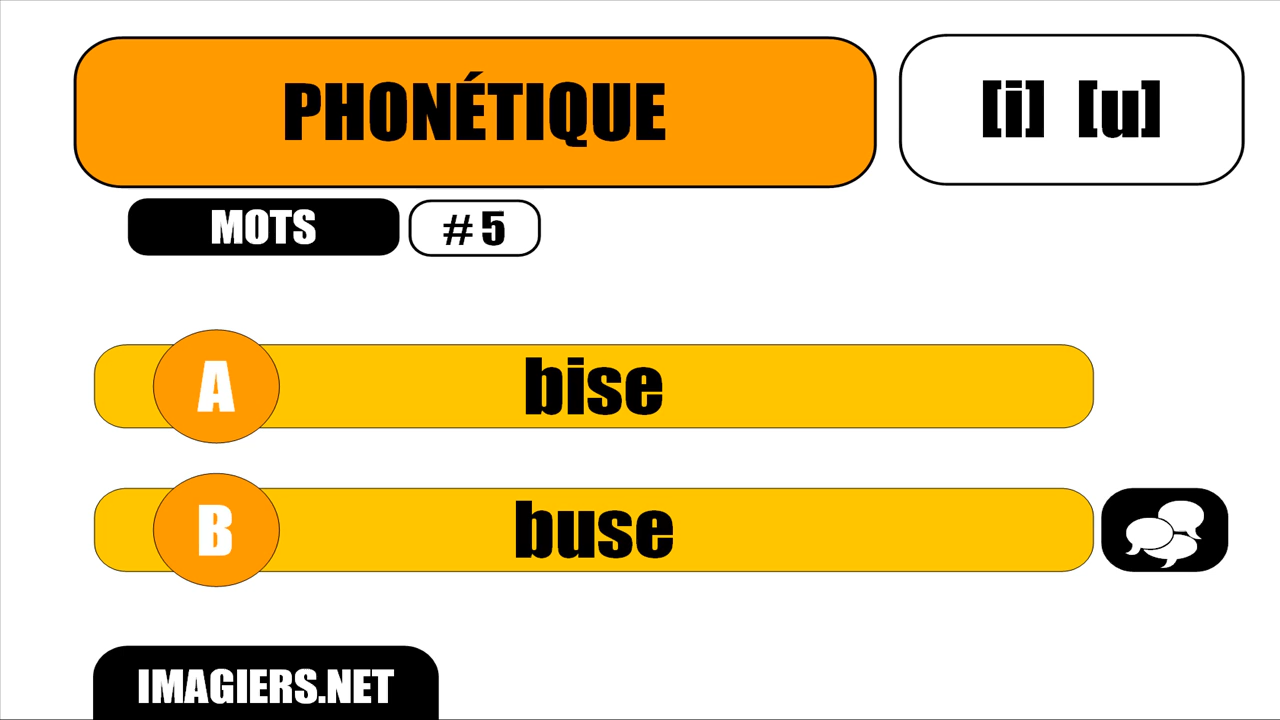 PHONÉTIQUE
[i] [u]
MOTS
# 5
A
bise
B
buse
IMAGIERS.NET